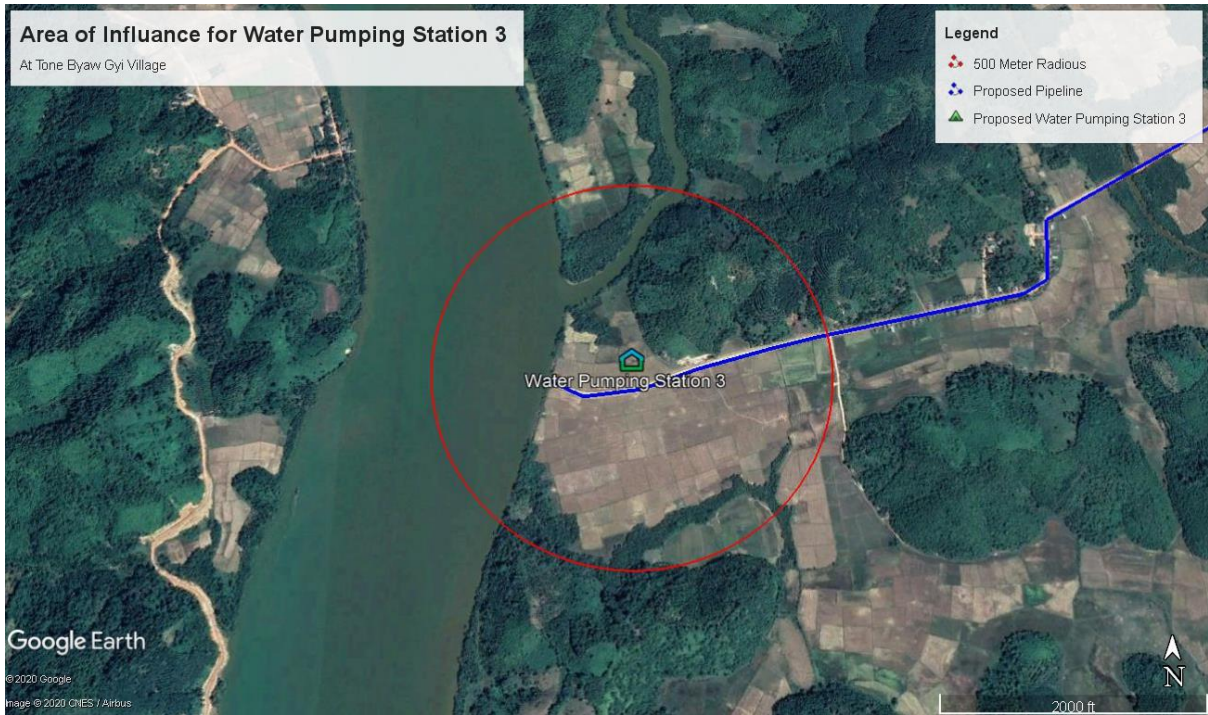 Area of Influance for Water Pumping Station 3
At Tone Byaw Gyi Village
Legend
500 Meter Radious
Proposed Pipeline
Proposed Water Pumping Station 3
Water Pumping Station 3
Google Earth
© 2020 Google
Image © 2020 CNES / Airbus
N
2000 ft